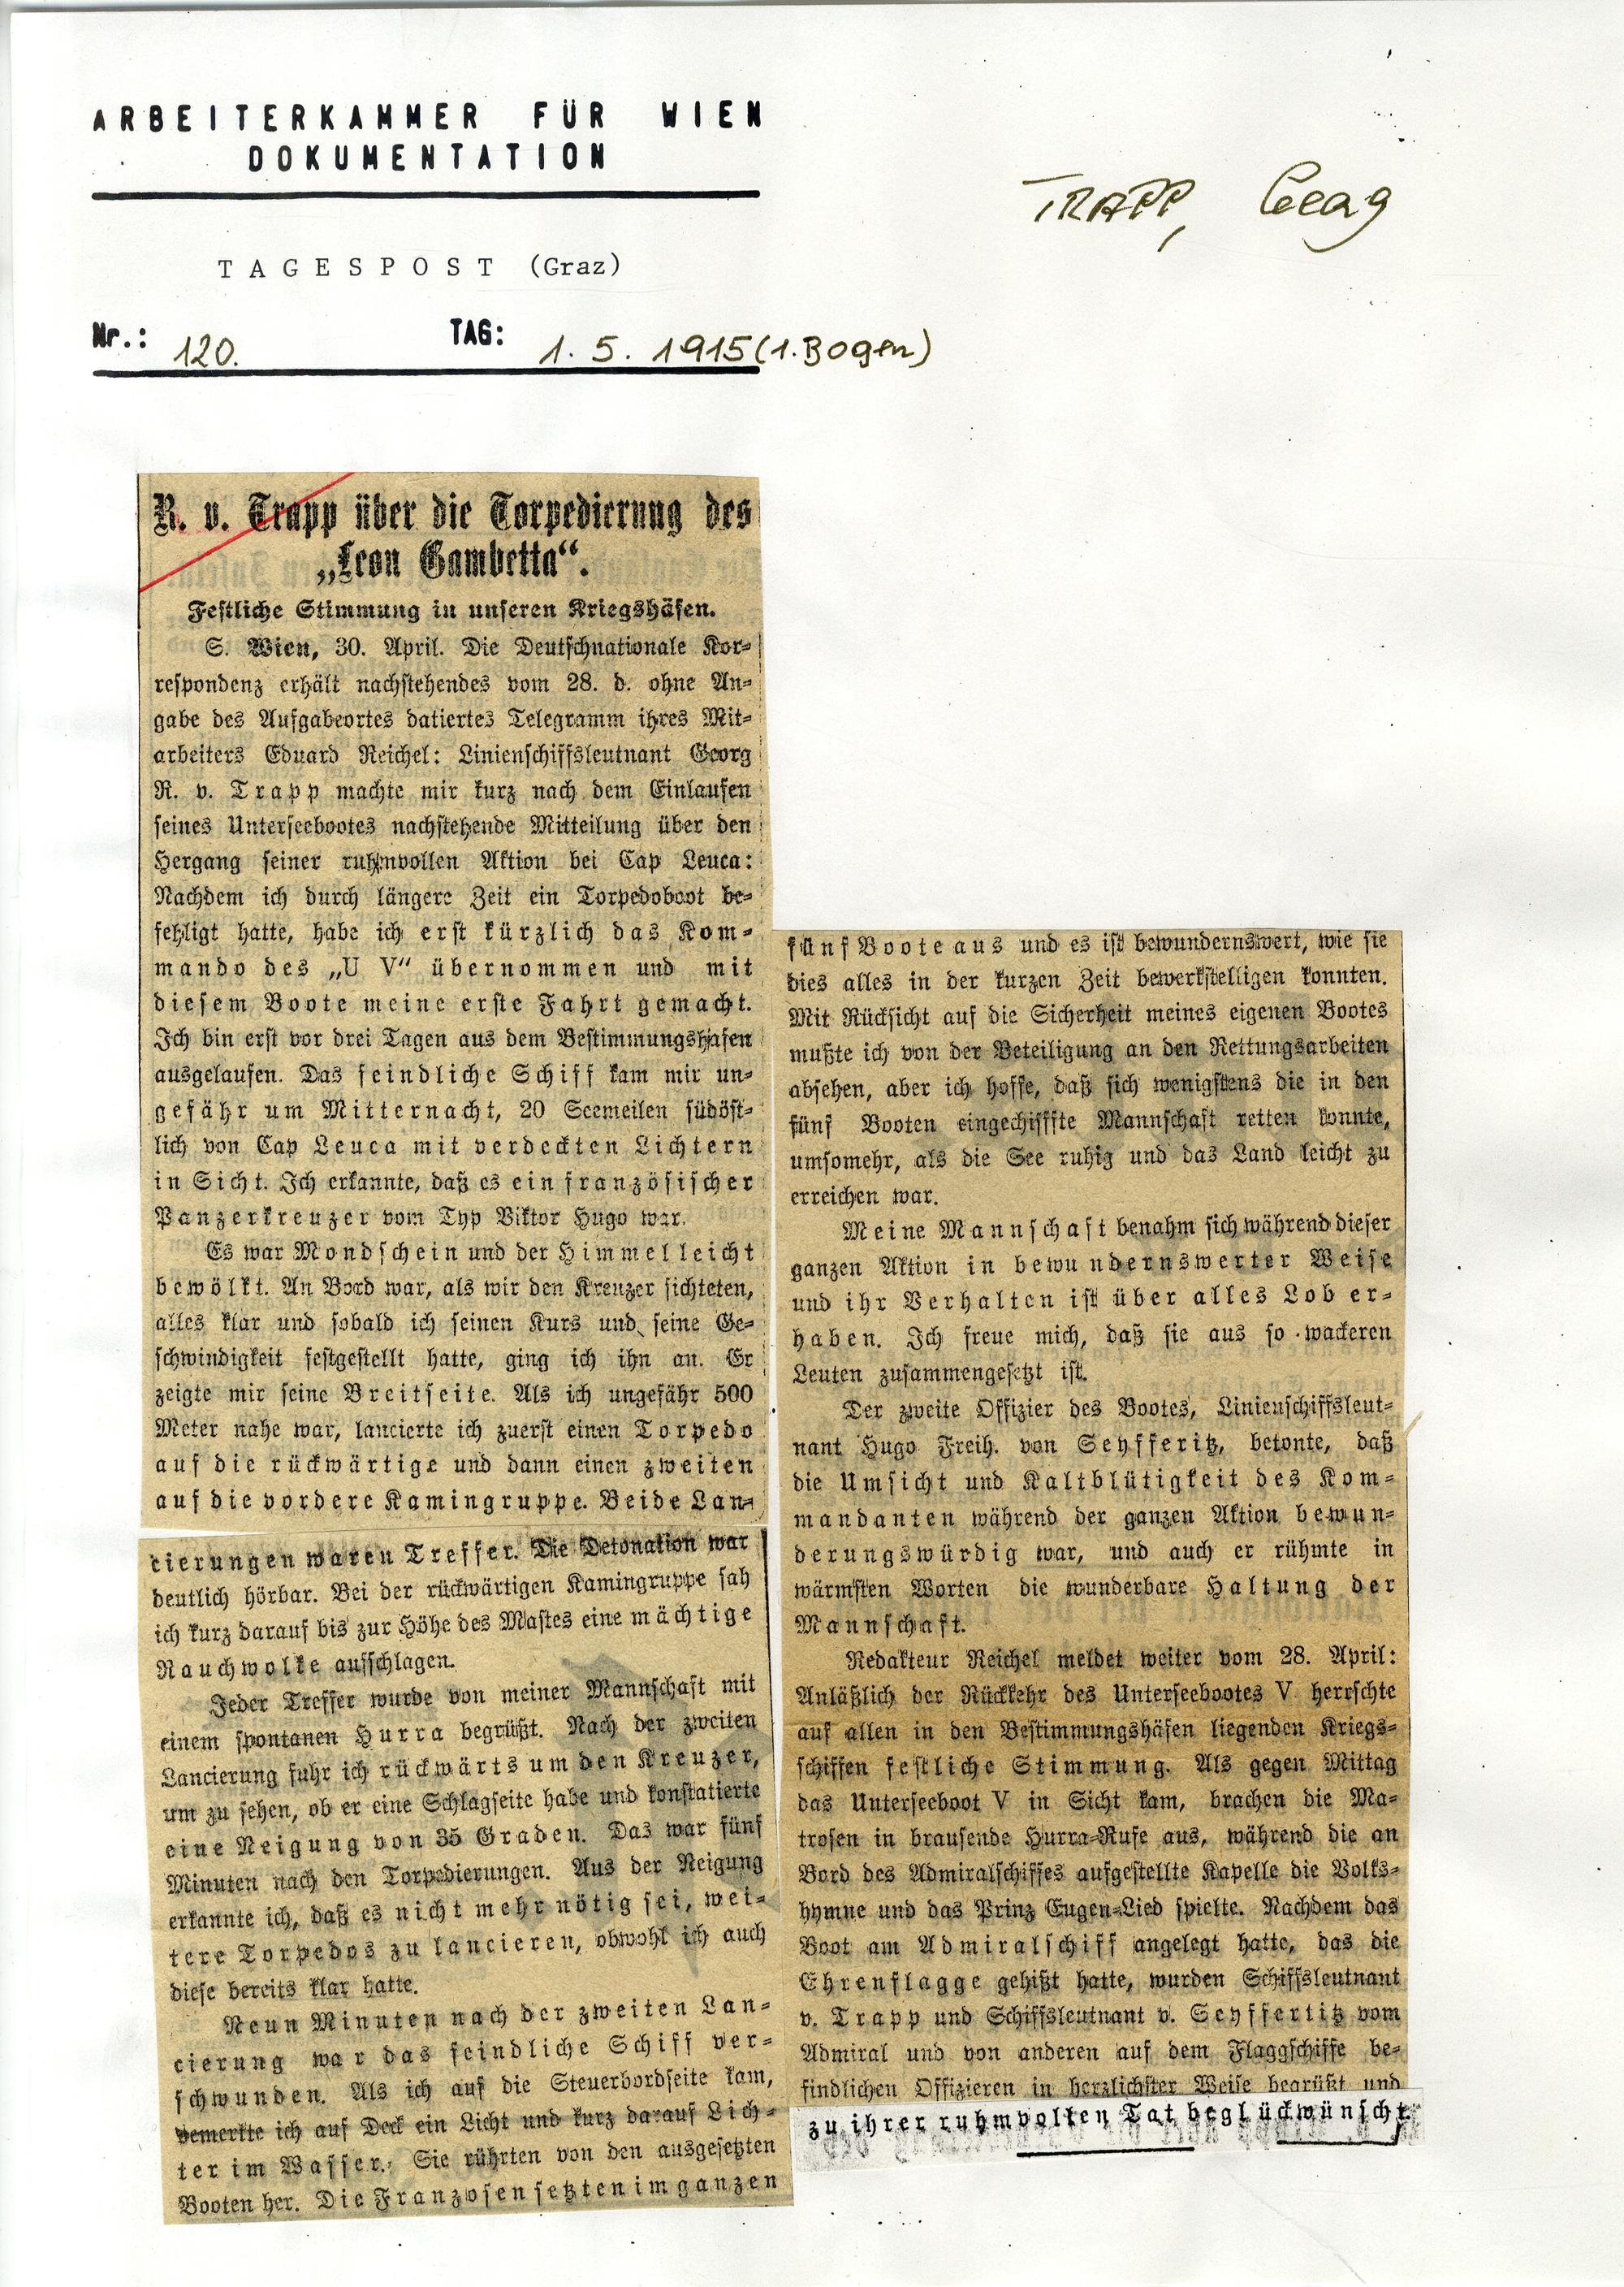 ARBEITERKAMMER FÜR WIEN
DOKUMENTATION
TRAPP, Georg
TAGESPOST (Graz)
Nr.: 120. TAG: 1. 5. 1915 (1. Bogen)
R. v. Trapp über die Torpedierung des
„Leon Gambetta“.
Festliche Stimmung in unseren Kriegshäfen.
S. Wien, 30. April. Die Deutschnationale Kor-
respondenz erhält nachstehendes vom 28. d. ohne An-
gabe des Aufgabeortes datiertes Telegramm ihres Mit-
arbeiters Eduard Reichel: Linienschiffsleutnant Georg
R. v. Trapp machte mir kurz nach dem Einlaufen
seines Unterseebootes nachstehende Mitteilung über den
Hergang seiner ruhmvollen Aktion bei Cap Leuca:
Nachdem ich durch längere Zeit ein Torpedoboot be-
fehligt hatte, habe ich erst kürzlich das Kom-
mando des „U V“ übernommen und mit
diesem Boote meine erste Fahrt gemacht.
Ich bin erst vor drei Tagen aus dem Bestimmungshafen
ausgelaufen. Das feindliche Schiff kam mir un-
gefähr um Mitternacht, 20 Seemeilen südöst-
lich von Cap Leuca mit verdeckten Lichtern
in Sicht. Ich erkannte, daß es ein französischer
Panzerkreuzer vom Typ Viktor Hugo war.
Es war Mondschein und der Himmel leicht
bewölkt. An Bord war, als wir den Kreuzer sichteten,
alles klar und sobald ich seinen Kurs und seine Ge-
schwindigkeit festgestellt hatte, ging ich ihn an. Er
zeigte mir seine Breitseite. Als ich ungefähr 500
Meter nahe war, lancierte ich zuerst einen Torpedo
auf die rückwärtige und dann einen zweiten
auf die vordere Kamingruppe. Beide Lan-
cierungen waren Treffer. Die Detonation war
deutlich hörbar. Bei der rückwärtigen Kamingruppe sah
ich kurz darauf bis zur Höhe des Mastes eine mächtige
Rauchwolke aufschlagen.
Jeder Treffer wurde von meiner Mannschaft mit
einem spontanen Hurra begrüßt. Nach der zweiten
Lancierung fuhr ich rückwärts um den Kreuzer,
um zu sehen, ob er eine Schlagseite habe und konstatierte
eine Neigung von 35 Graden. Das war fünf
Minuten nach den Torpedierungen. Aus der Neigung
erkannte ich, daß es nicht mehr nötig sei, wei-
tere Torpedos zu lancieren, obwohl ich auch
diese bereits klar hatte.
Neun Minuten nach der zweiten Lan-
cierung war das feindliche Schiff ver-
schwunden. Als ich auf die Steuerbordseite kam,
bemerkte ich auf Deck ein Licht und kurz darauf Lich-
ter im Wasser. Sie rührten von den ausgesetzten
Booten her. Die Franzosen setzten im ganzen
fünf Boote aus und es ist bewundernswert, wie sie
dies alles in der kurzen Zeit bewerkstelligen konnten.
Mit Rücksicht auf die Sicherheit meines eigenen Bootes
mußte ich von der Beteiligung an den Rettungsarbeiten
absehen, aber ich hoffe, daß sich wenigstens die in den
fünf Booten eingeschiffte Mannschaft retten konnte,
umsomehr, als die See ruhig und das Land leicht zu
erreichen war.
Meine Mannschaft benahm sich während dieser
ganzen Aktion in bewundernswerter Weise
und ihr Verhalten ist über alles Lob er-
haben. Ich freue mich, daß sie aus so wackeren
Leuten zusammengesetzt ist.
Der zweite Offizier des Bootes, Linienschiffsleut-
nant Hugo Freih. von Seyfferitz, betonte, daß
die Umsicht und Kaltblütigkeit des Kom-
mandanten während der ganzen Aktion bewun-
derungswürdig war, und auch er rühmte in
wärmsten Worten die wunderbare Haltung der
Mannschaft.
Redakteur Reichel meldet weiter vom 28. April:
Anläßlich der Rückkehr des Unterseebootes V herrschte
auf allen in den Bestimmungshäfen liegenden Kriegs-
schiffen festliche Stimmung. Als gegen Mittag
das Unterseeboot V in Sicht kam, brachen die Ma-
trosen in brausende Hurra-Rufe aus, während die an
Bord des Admiralschiffes aufgestellte Kapelle die Volks-
hymne und das Prinz Eugen-Lied spielte. Nachdem das
Boot am Admiralschiff angelegt hatte, das die
Ehrenflagge gehißt hatte, wurden Schiffsleutnant
v. Trapp und Schiffsleutnant v. Seyffertitz vom
Admiral und von anderen auf dem Flaggschiffe be-
findlichen Offizieren in herzlichster Weise begrüßt und
zu ihrer ruhmvollen Tat beglückwünscht.